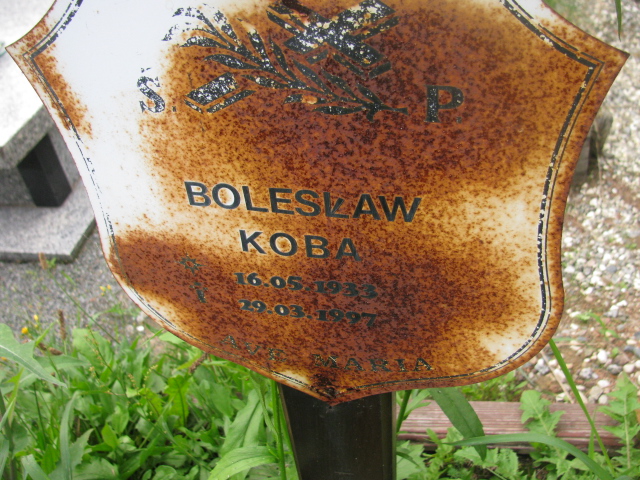 Ś. P.
BOLESŁAW
KOBA
16.05.1933
29.03.1997
AVE MARIA